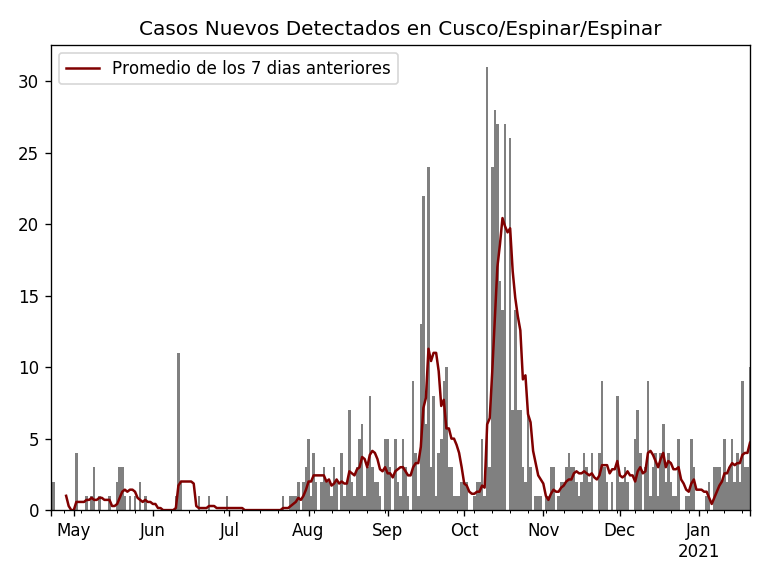 Casos Nuevos Detectados en Cusco/Espinar/Espinar
Promedio de los 7 dias anteriores
30
25
20
15
10
5
0
May Jun Jul Aug Sep Oct Nov Dec Jan
2021